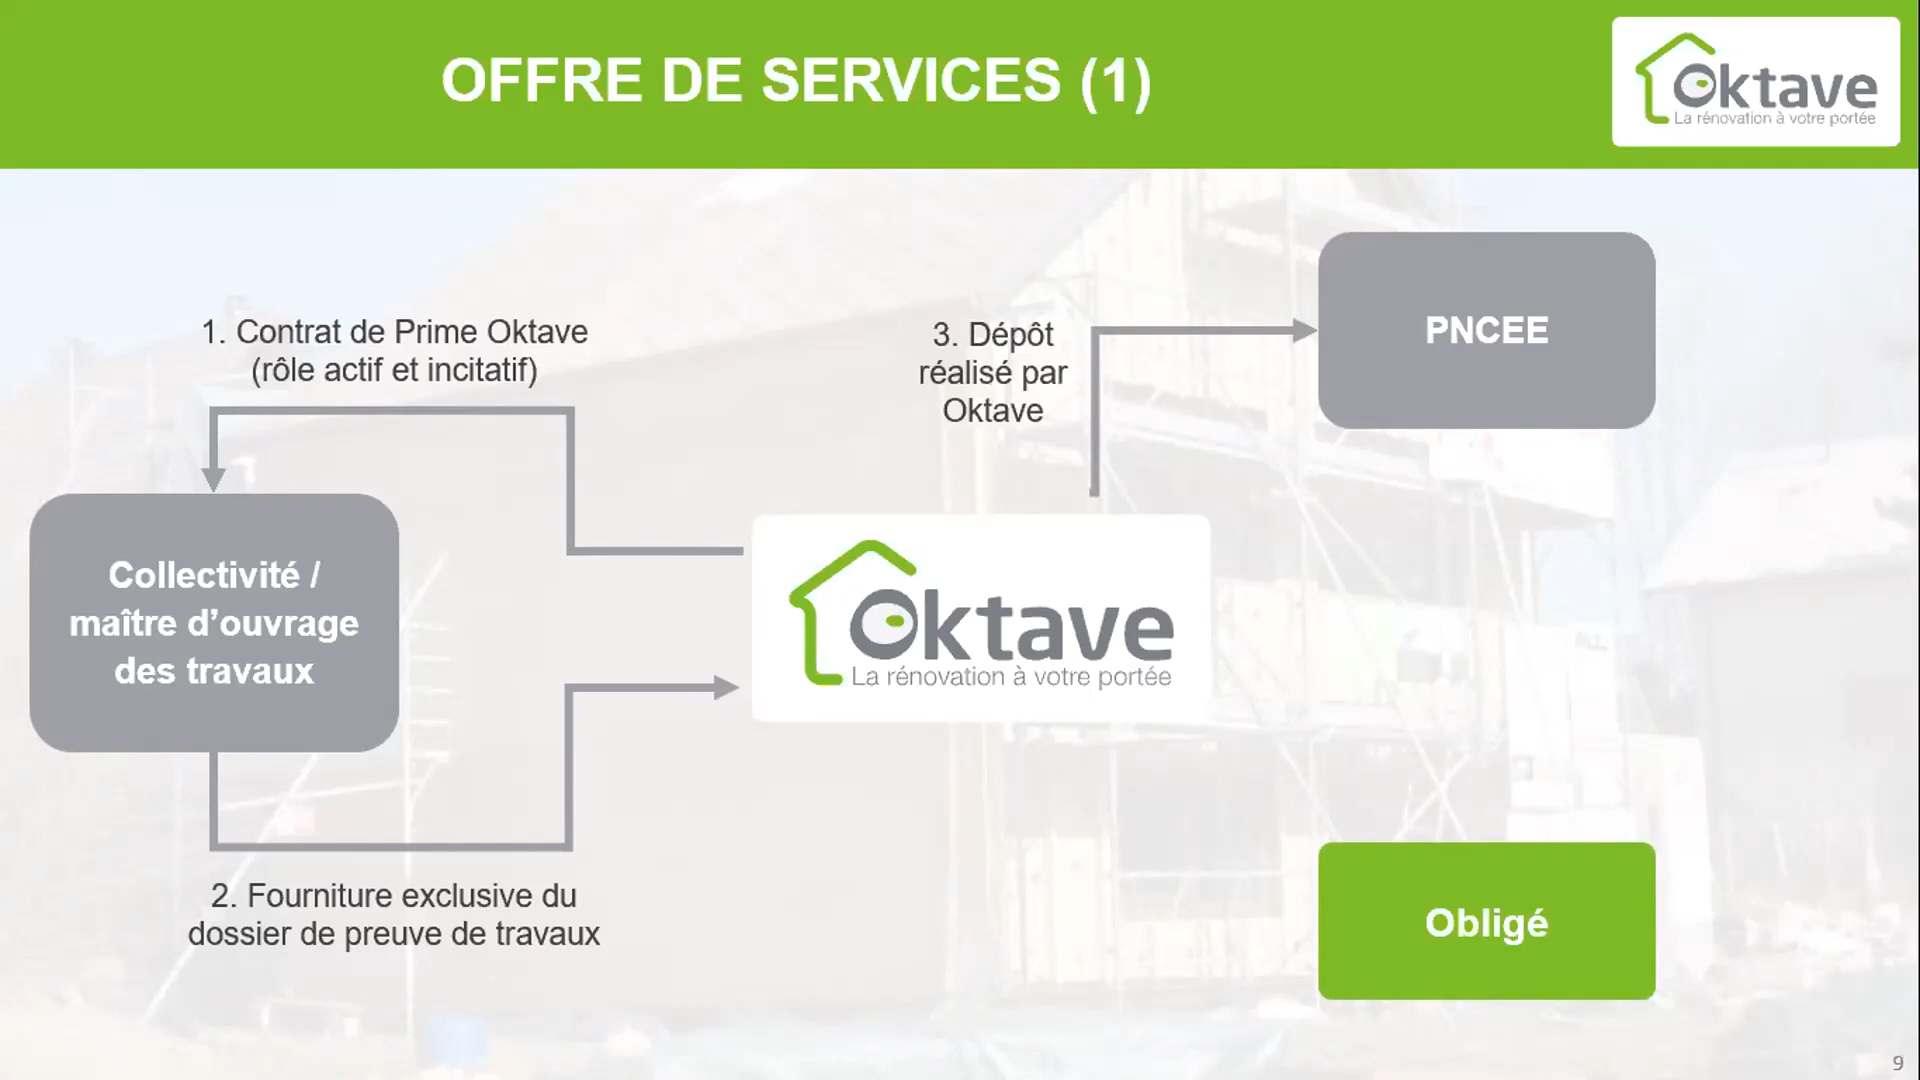 OFFRE DE SERVICES (1)
Oktave
La rénovation à votre portée
1. Contrat de Prime Oktave
(rôle actif et incitatif)
3. Dépôt
réalisé par
Oktave
PNCEE
Collectivité /
maître d’ouvrage
des travaux
Oktave
La rénovation à votre portée
2. Fourniture exclusive du
dossier de preuve de travaux
Obligé
9